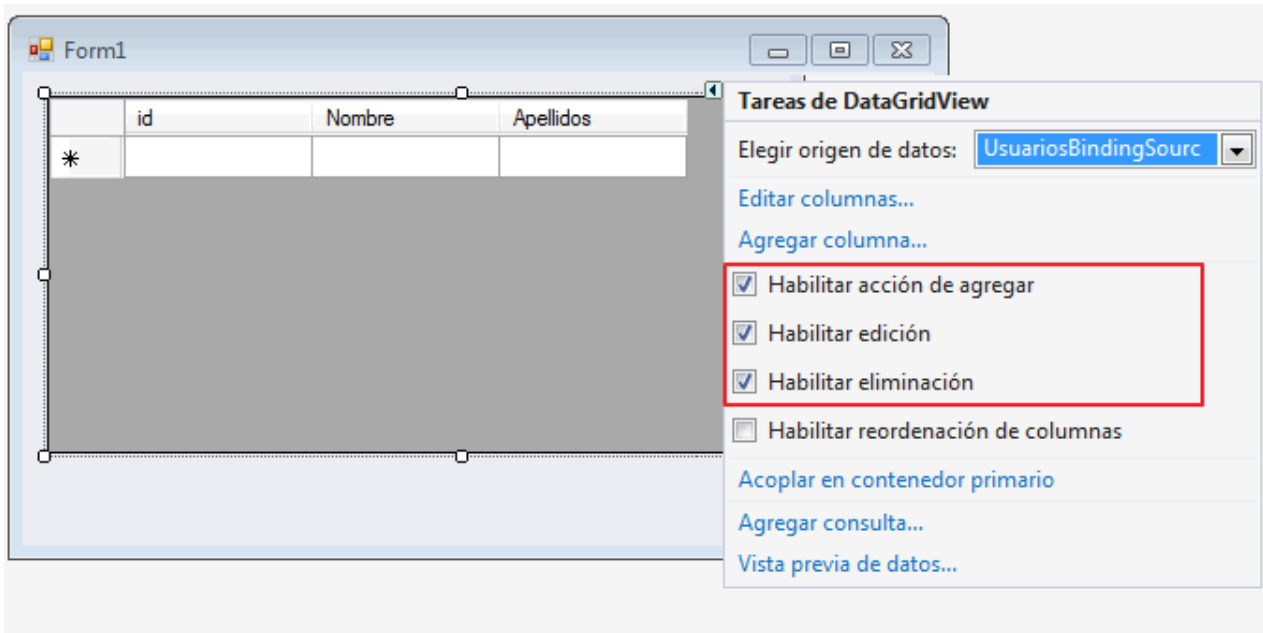 Form1
id Nombre Apellidos
*
Tareas de DataGridView
Elegir origen de datos: UsuariosBindingSourc
Editar columnas...
Agregar columna...
Habilitar acción de agregar
Habilitar edición
Habilitar eliminación
Habilitar reordenación de columnas
Acoplar en contenedor primario
Agregar consulta...
Vista previa de datos...